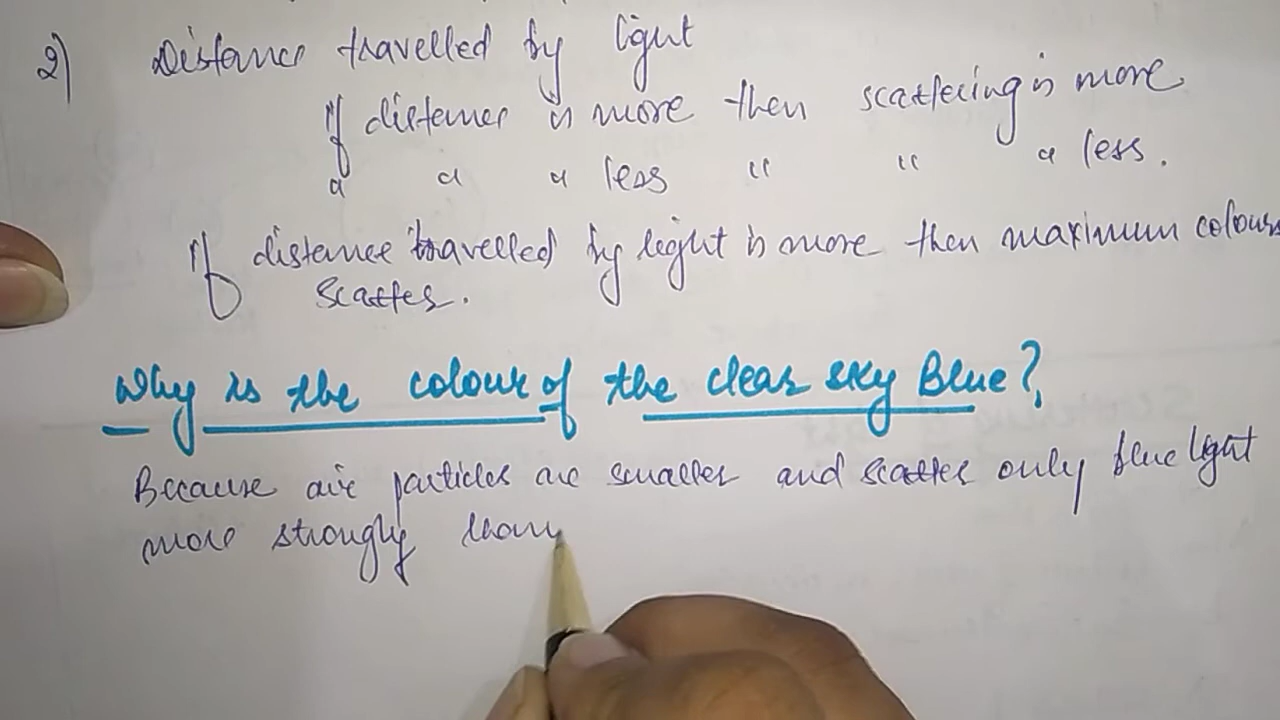 2) Distance travelled by light
If distance is more then scattering is more
" " " less " " " less.
If distance travelled by light is more then maximum colours
scatter.
Why is the colour of the clear sky Blue?
Because air particles are smaller and scatter only blue light
more strongly than